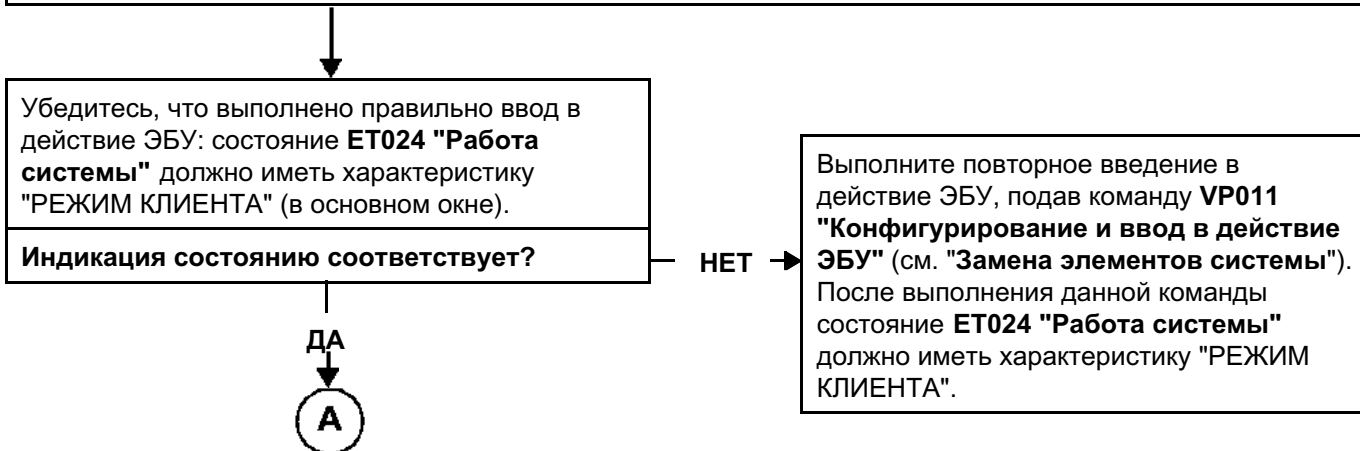 Убедитесь, что выполнено правильно ввод в
действие ЭБУ: состояние ET024 "Работа
системы" должно иметь характеристику
"РЕЖИМ КЛИЕНТА" (в основном окне).
Индикация состоянию соответствует?
НЕТ
Выполните повторное введение в
действие ЭБУ, подав команду VP011
"Конфигурирование и ввод в действие
ЭБУ" (см. "Замена элементов системы").
После выполнения данной команды
состояние ET024 "Работа системы"
должно иметь характеристику "РЕЖИМ
КЛИЕНТА".
ДА
A